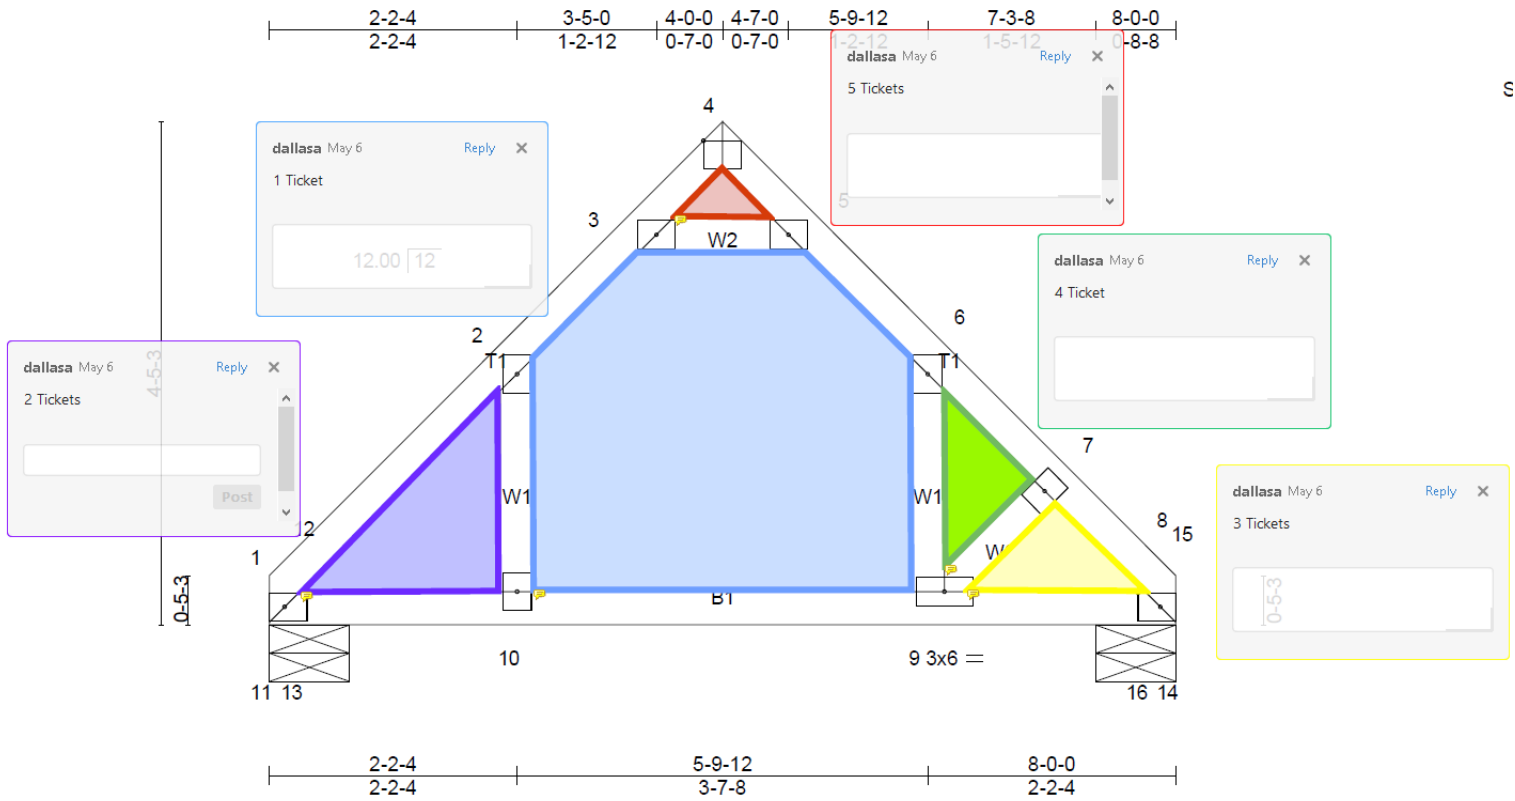 2-2-4 3-5-0 4-0-0 4-7-0 5-9-12 7-3-8 8-0-0
2-2-4 1-2-12 0-7-0 0-7-0 1-2-12 1-5-12 0-8-8
dallasa May 6 Reply
5 Tickets
5
S
4
dallasa May 6 Reply
1 Ticket
12.00 12
3
W2
dallasa May 6 Reply
4 Ticket
2
6
T1
T1
dallasa May 6 Reply
2 Tickets
Post
4-5-3
7
W1
W1
dallasa May 6 Reply
3 Tickets
0-5-3
12
1
8
15
B1
0-5-3
10
9 3x6 =
11 13
16 14
2-2-4 5-9-12 8-0-0
2-2-4 3-7-8 2-2-4